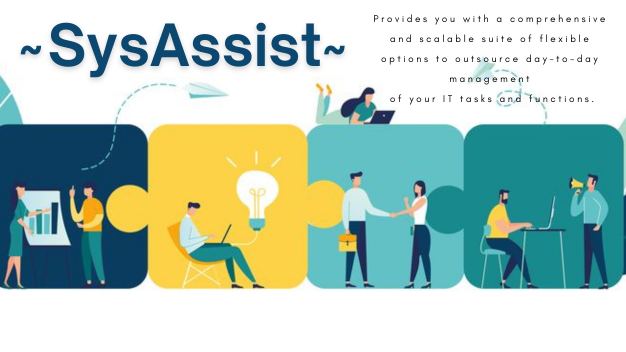 ~SysAssist~
Provides you with a comprehensive
and scalable suite of flexible
options to outsource day-to-day
management
of your IT tasks and functions.